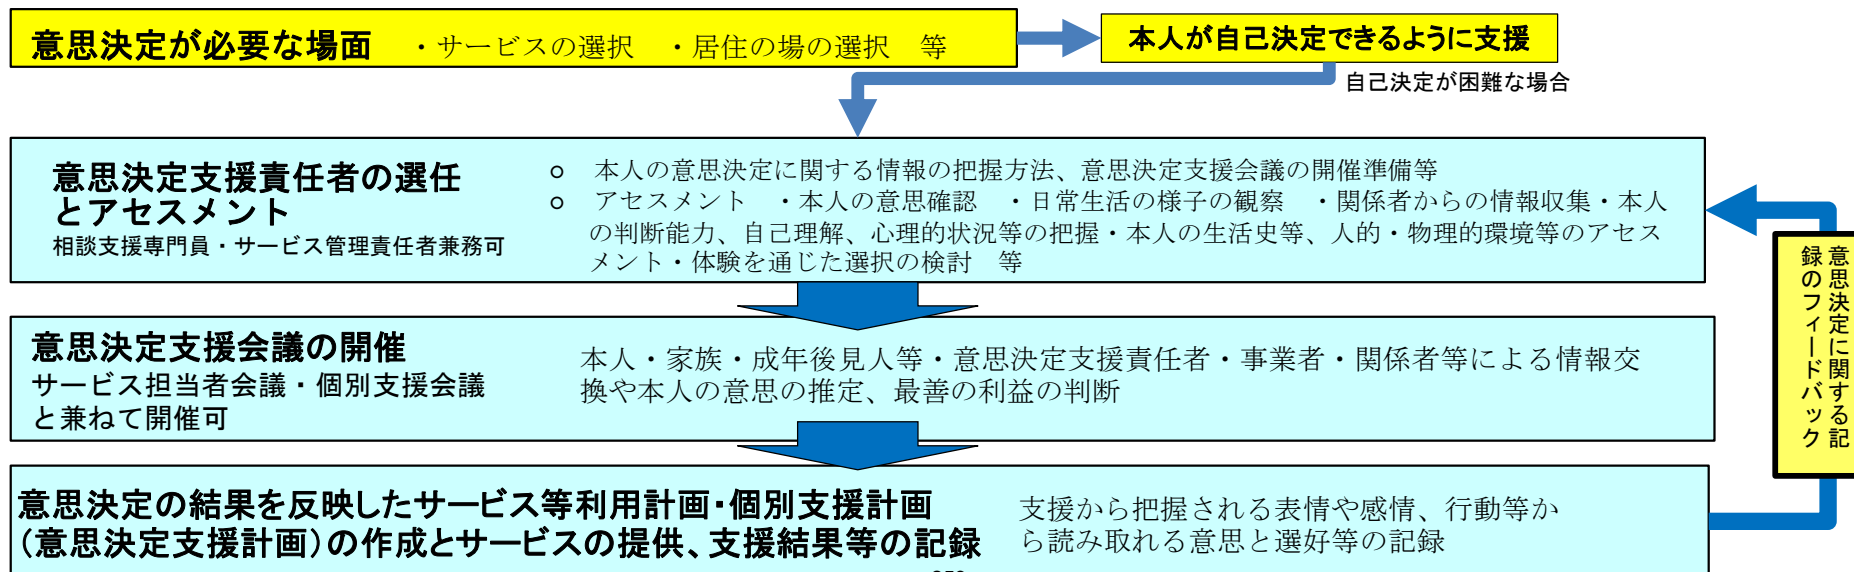 意思決定が必要な場面　・サービスの選択　・居住の場の選択　等
本人が自己決定できるように支援
自己決定が困難な場合
意思決定支援責任者の選任
とアセスメント
相談支援専門員・サービス管理責任者兼務可
○　本人の意思決定に関する情報の把握方法、意思決定支援会議の開催準備等
○　アセスメント　・本人の意思確認　・日常生活の様子の観察　・関係者からの情報収集・本人
の判断能力、自己理解、心理的状況等の把握・本人の生活史等、人的・物理的環境等のアセス
メント・体験を通じた選択の検討　等
意思決定支援会議の開催
サービス担当者会議・個別支援会議
と兼ねて開催可
本人・家族・成年後見人等・意思決定支援責任者・事業者・関係者等による情報交
換や本人の意思の推定、最善の利益の判断
意思決定の結果を反映したサービス等利用計画・個別支援計画
（意思決定支援計画）の作成とサービスの提供、支援結果等の記録
支援から把握される表情や感情、行動等か
ら読み取れる意思と選好等の記録
意思決定に関する記
録のフィードバック